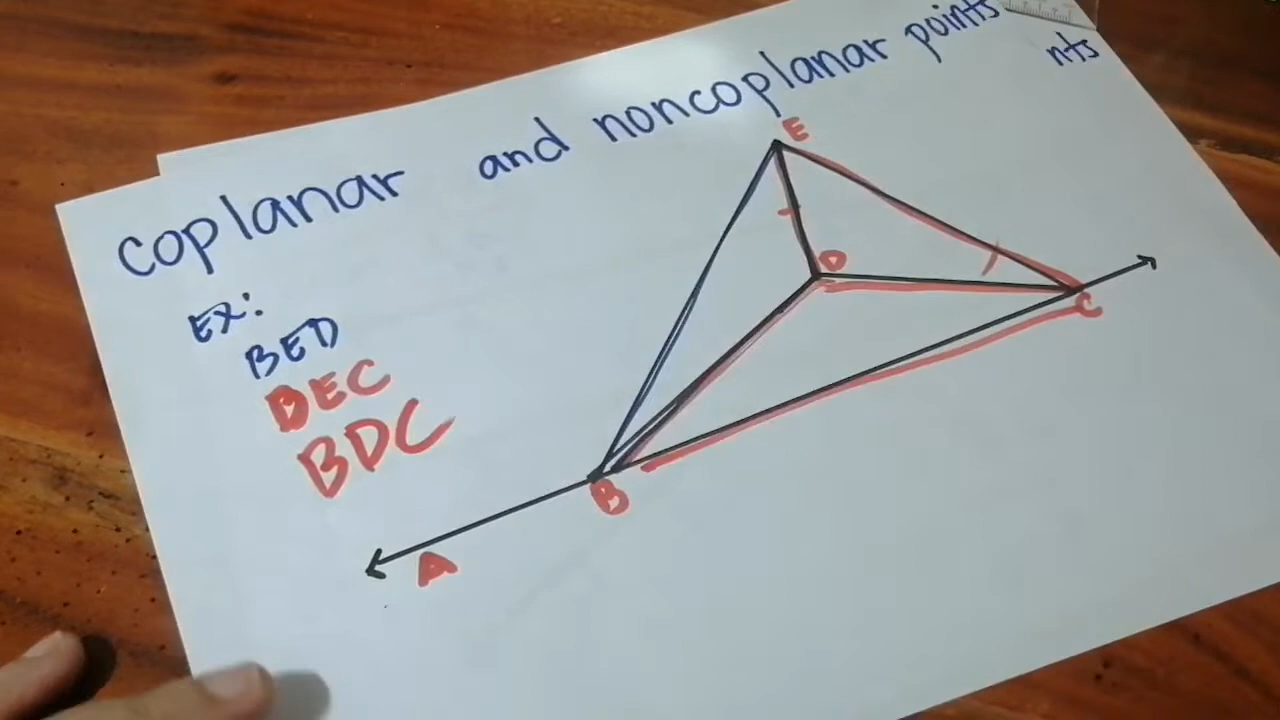 coplanar and noncoplanar points
nts
Ex:
BED
DEC
BDC
E
D
C
B
A